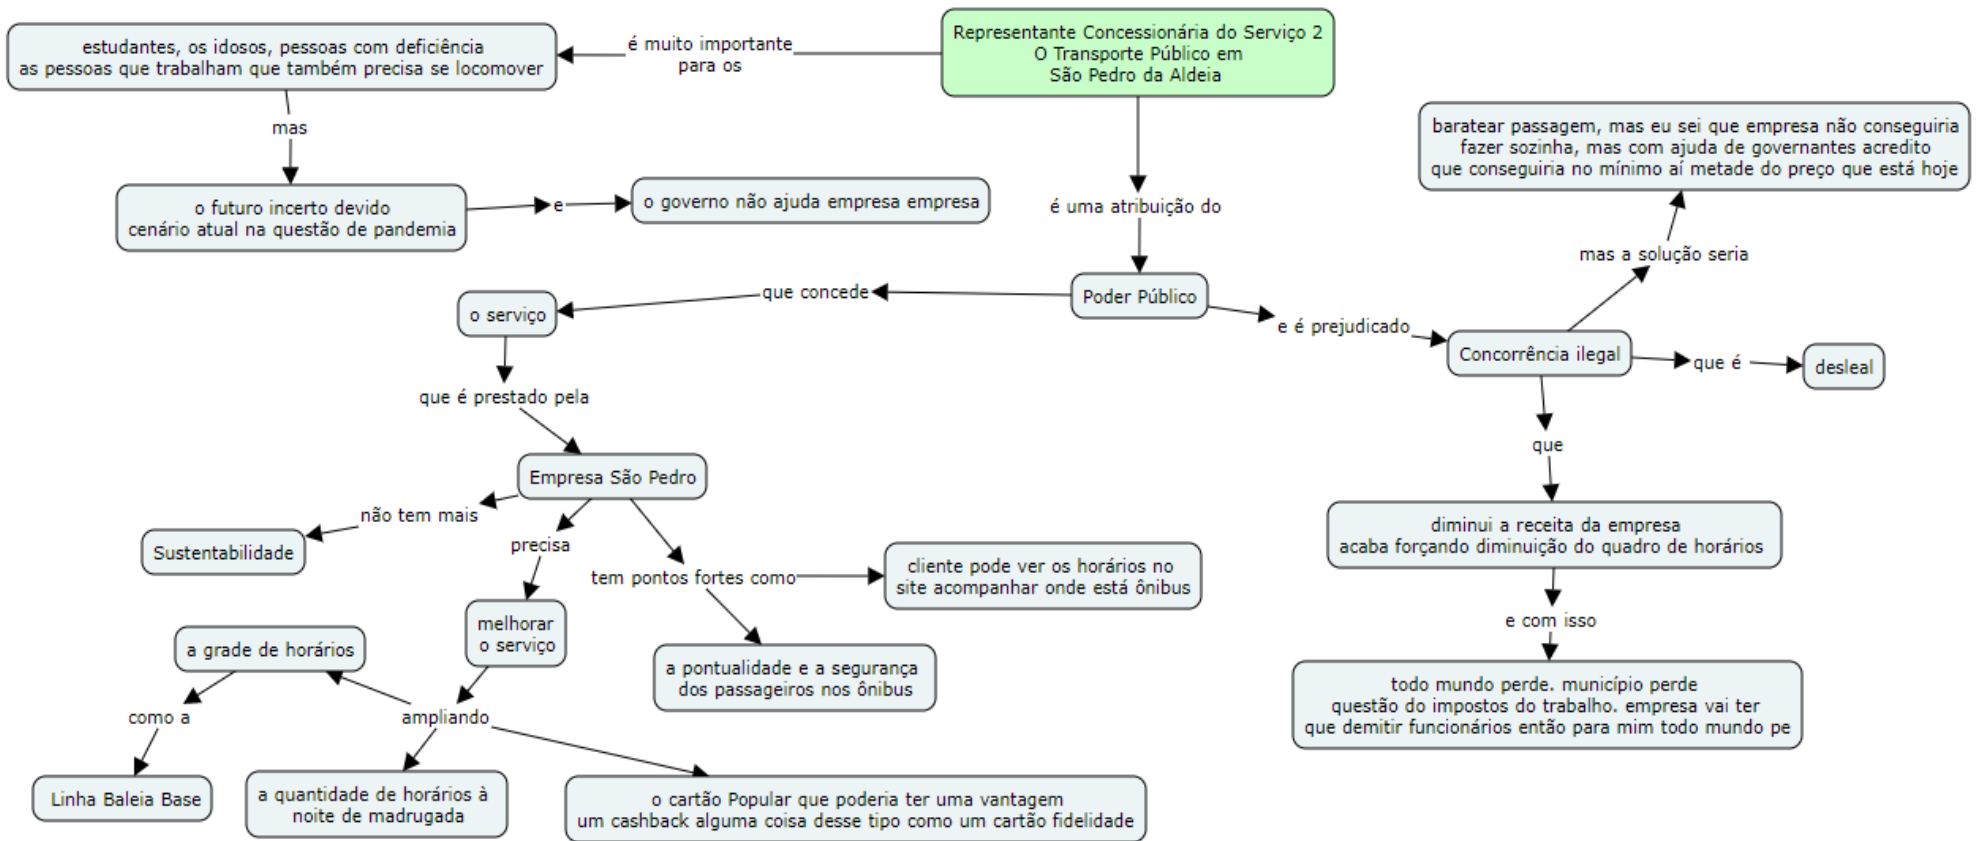 Representante Concessionária do Serviço 2
O Transporte Público em
São Pedro da Aldeia
é muito importante
para os
estudantes, os idosos, pessoas com deficiência
as pessoas que trabalham que também precisa se locomover
mas
o futuro incerto devido
cenário atual na questão de pandemia
e
o governo não ajuda empresa empresa
é uma atribuição do
Poder Público
que concede
o serviço
que é prestado pela
Empresa São Pedro
não tem mais
Sustentabilidade
precisa
melhorar
o serviço
ampliando
a grade de horários
como a
Linha Baleia Base
a quantidade de horários à
noite de madrugada
o cartão Popular que poderia ter uma vantagem
um cashback alguma coisa desse tipo como um cartão fidelidade
tem pontos fortes como
cliente pode ver os horários no
site acompanhar onde está ônibus
a pontualidade e a segurança
dos passageiros nos ônibus
e é prejudicado
Concorrência ilegal
mas a solução seria
baratear passagem, mas eu sei que empresa não conseguiria
fazer sozinha, mas com ajuda de governantes acredito
que conseguiria no mínimo aí metade do preço que está hoje
que é
desleal
que
diminui a receita da empresa
acaba forçando diminuição do quadro de horários
e com isso
todo mundo perde. município perde
questão do impostos do trabalho. empresa vai ter
que demitir funcionários então para mim todo mundo pe